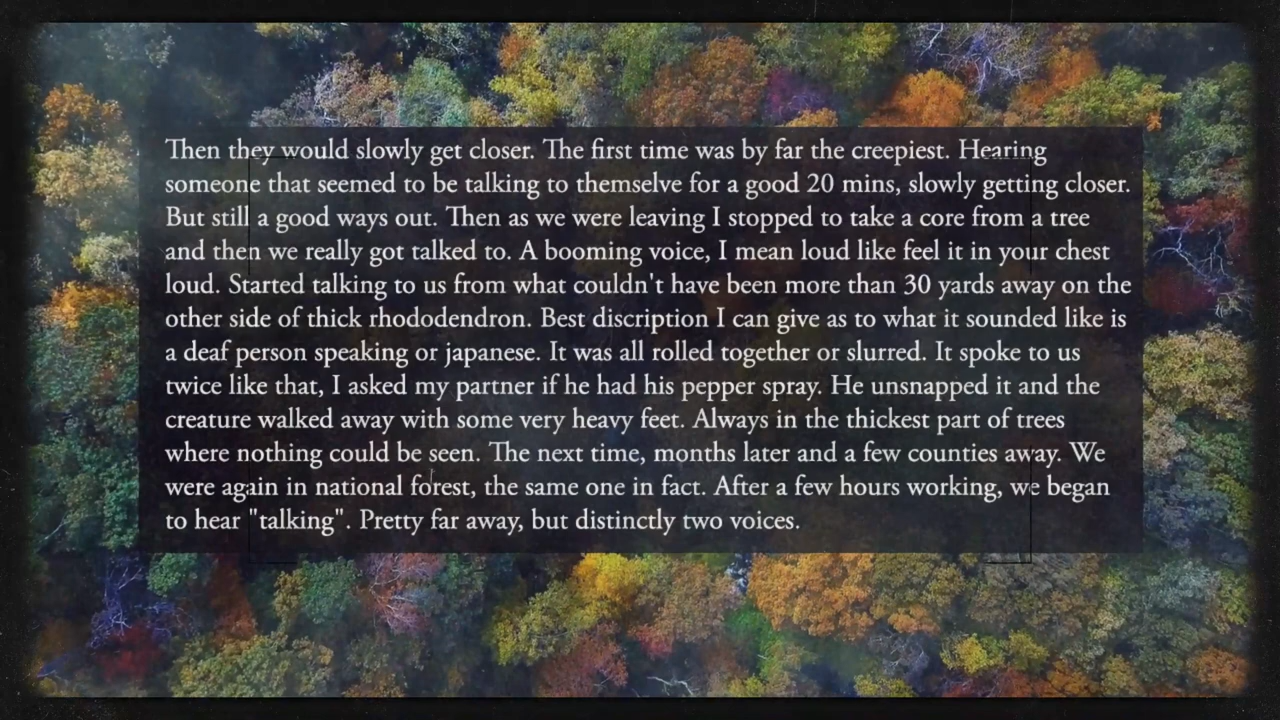 Then they would slowly get closer. The first time was by far the creepiest. Hearing
someone that seemed to be talking to themselve for a good 20 mins, slowly getting closer.
But still a good ways out. Then as we were leaving I stopped to take a core from a tree
and then we really got talked to. A booming voice, I mean loud like feel it in your chest
loud. Started talking to us from what couldn't have been more than 30 yards away on the
other side of thick rhododendron. Best discription I can give as to what it sounded like is
a deaf person speaking or japanese. It was all rolled together or slurred. It spoke to us
twice like that, I asked my partner if he had his pepper spray. He unsnapped it and the
creature walked away with some very heavy feet. Always in the thickest part of trees
where nothing could be seen. The next time, months later and a few counties away. We
were again in national forest, the same one in fact. After a few hours working, we began
to hear "talking". Pretty far away, but distinctly two voices.